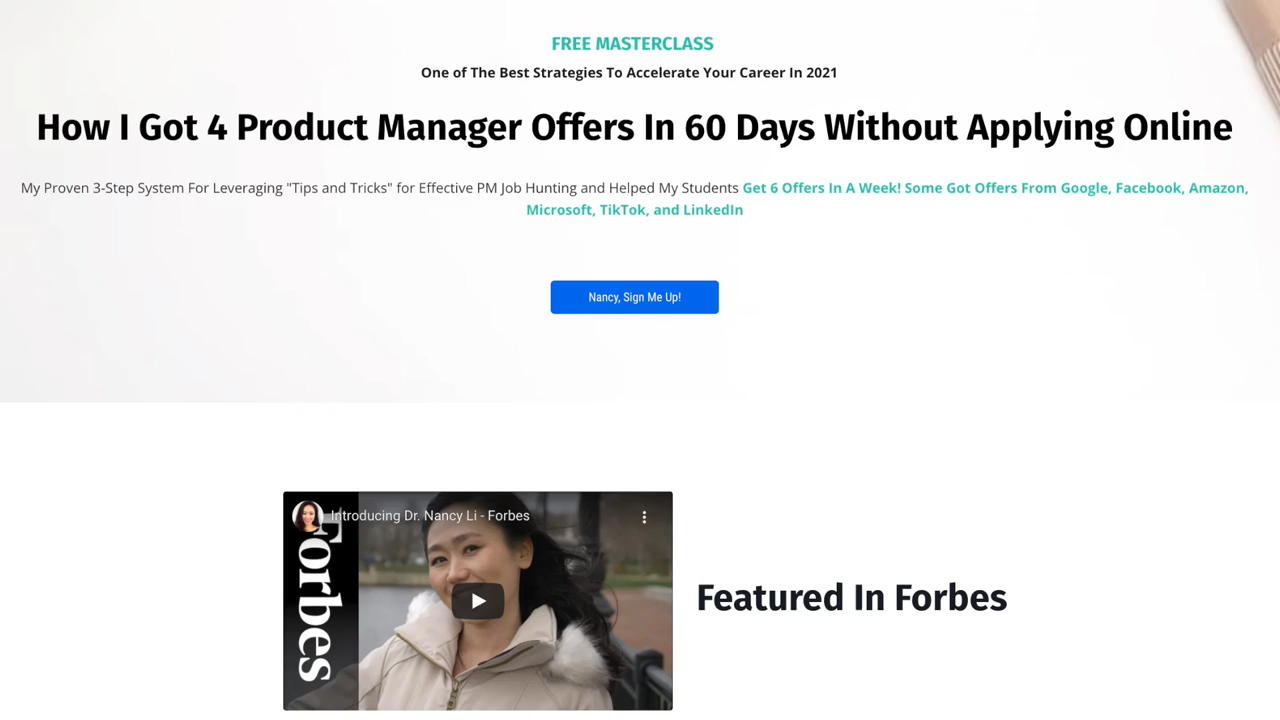 FREE MASTERCLASS
One of The Best Strategies To Accelerate Your Career In 2021
How I Got 4 Product Manager Offers In 60 Days Without Applying Online
My Proven 3-Step System For Leveraging "Tips and Tricks" for Effective PM Job Hunting and Helped My Students Get 6 Offers In A Week! Some Got Offers From Google, Facebook, Amazon,
Microsoft, TikTok, and LinkedIn
Nancy, Sign Me Up!
Introducing Dr. Nancy Li - Forbes
Forbes
Featured In Forbes